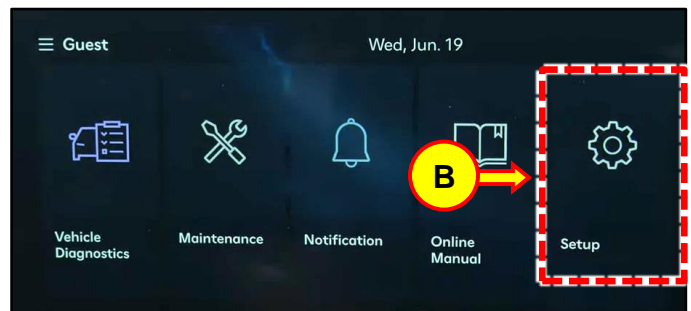 Guest
Wed, Jun. 19
B
Vehicle
Diagnostics
Maintenance
Notification
Online
Manual
Setup